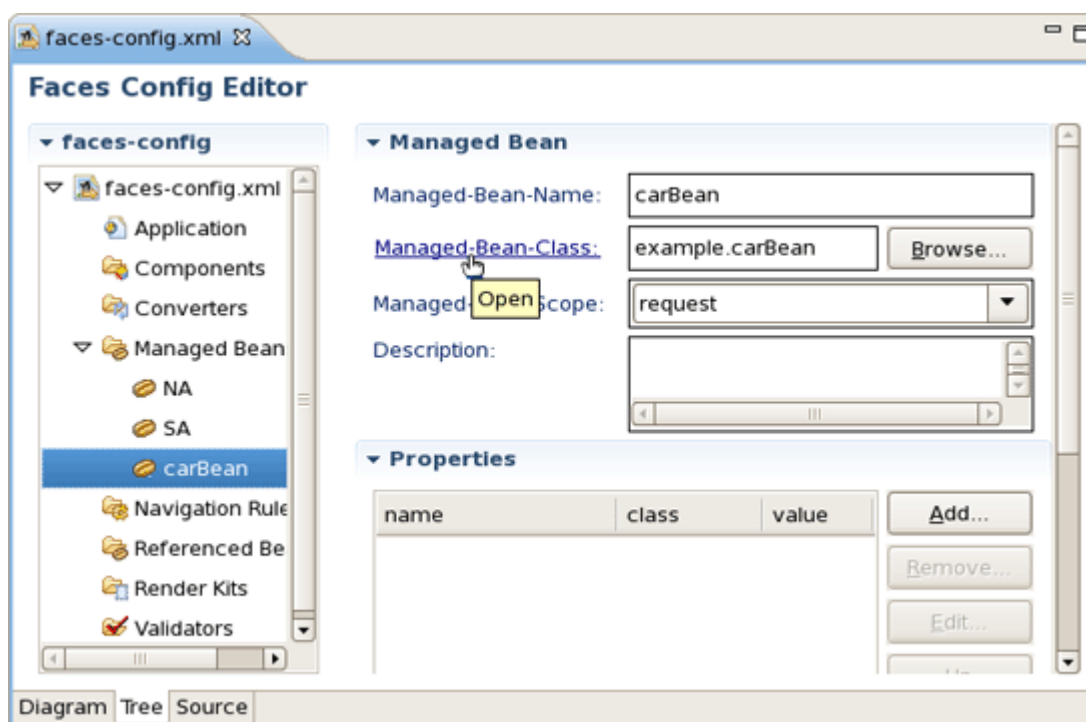 faces-config.xml
Faces Config Editor
faces-config
faces-config.xml
Application
Components
Converters
Managed Bean
NA
SA
carBean
Navigation Rule
Referenced Be
Render Kits
Validators
Managed Bean
Managed-Bean-Name: carBean
Managed-Bean-Class: example.carBean Browse...
Open
Managed- Scope: request
Description:
Properties
name class value Add...
Remove...
Edit...
Diagram Tree Source